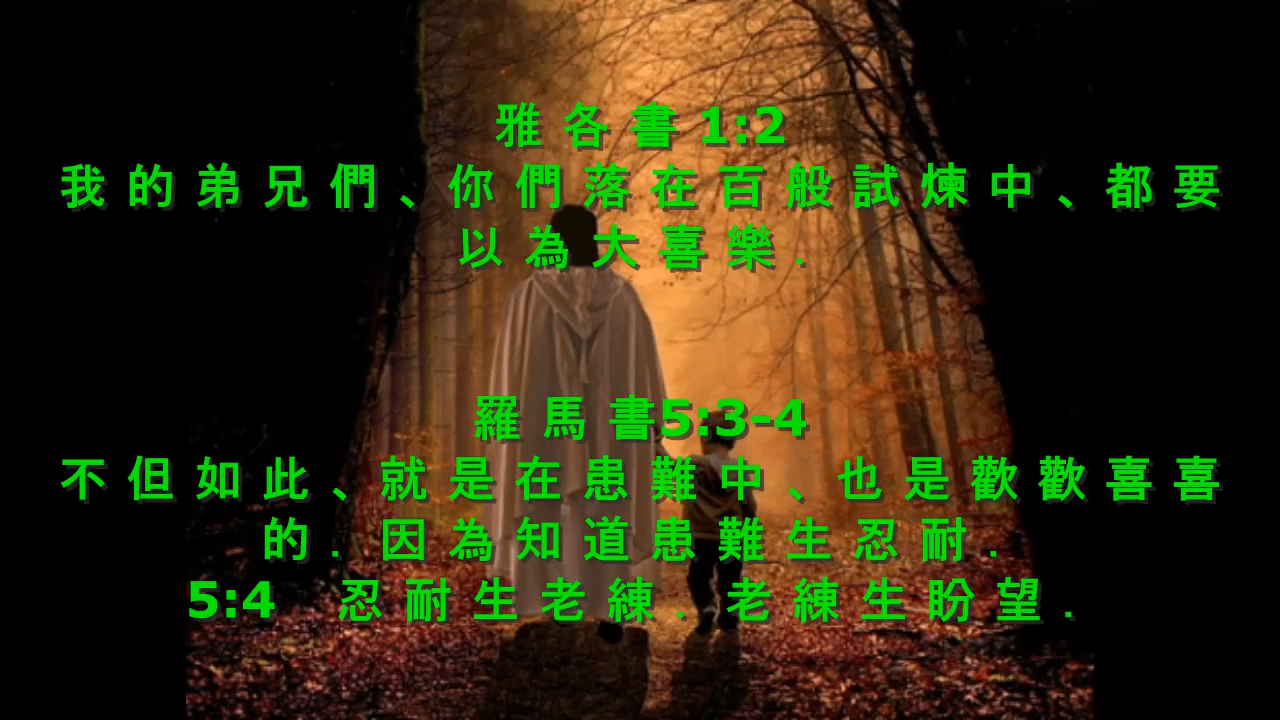 雅 各 書 1:2
我 的 弟 兄 們 、 你 們 落 在 百 般 試 煉 中 、 都 要
以 為 大 喜 樂 .
羅 馬 書5:3-4
不 但 如 此 、 就 是 在 患 難 中 、 也 是 歡 歡 喜 喜
的 . 因 為 知 道 患 難 生 忍 耐 .
5:4 忍 耐 生 老 練 . 老 練 生 盼 望 .